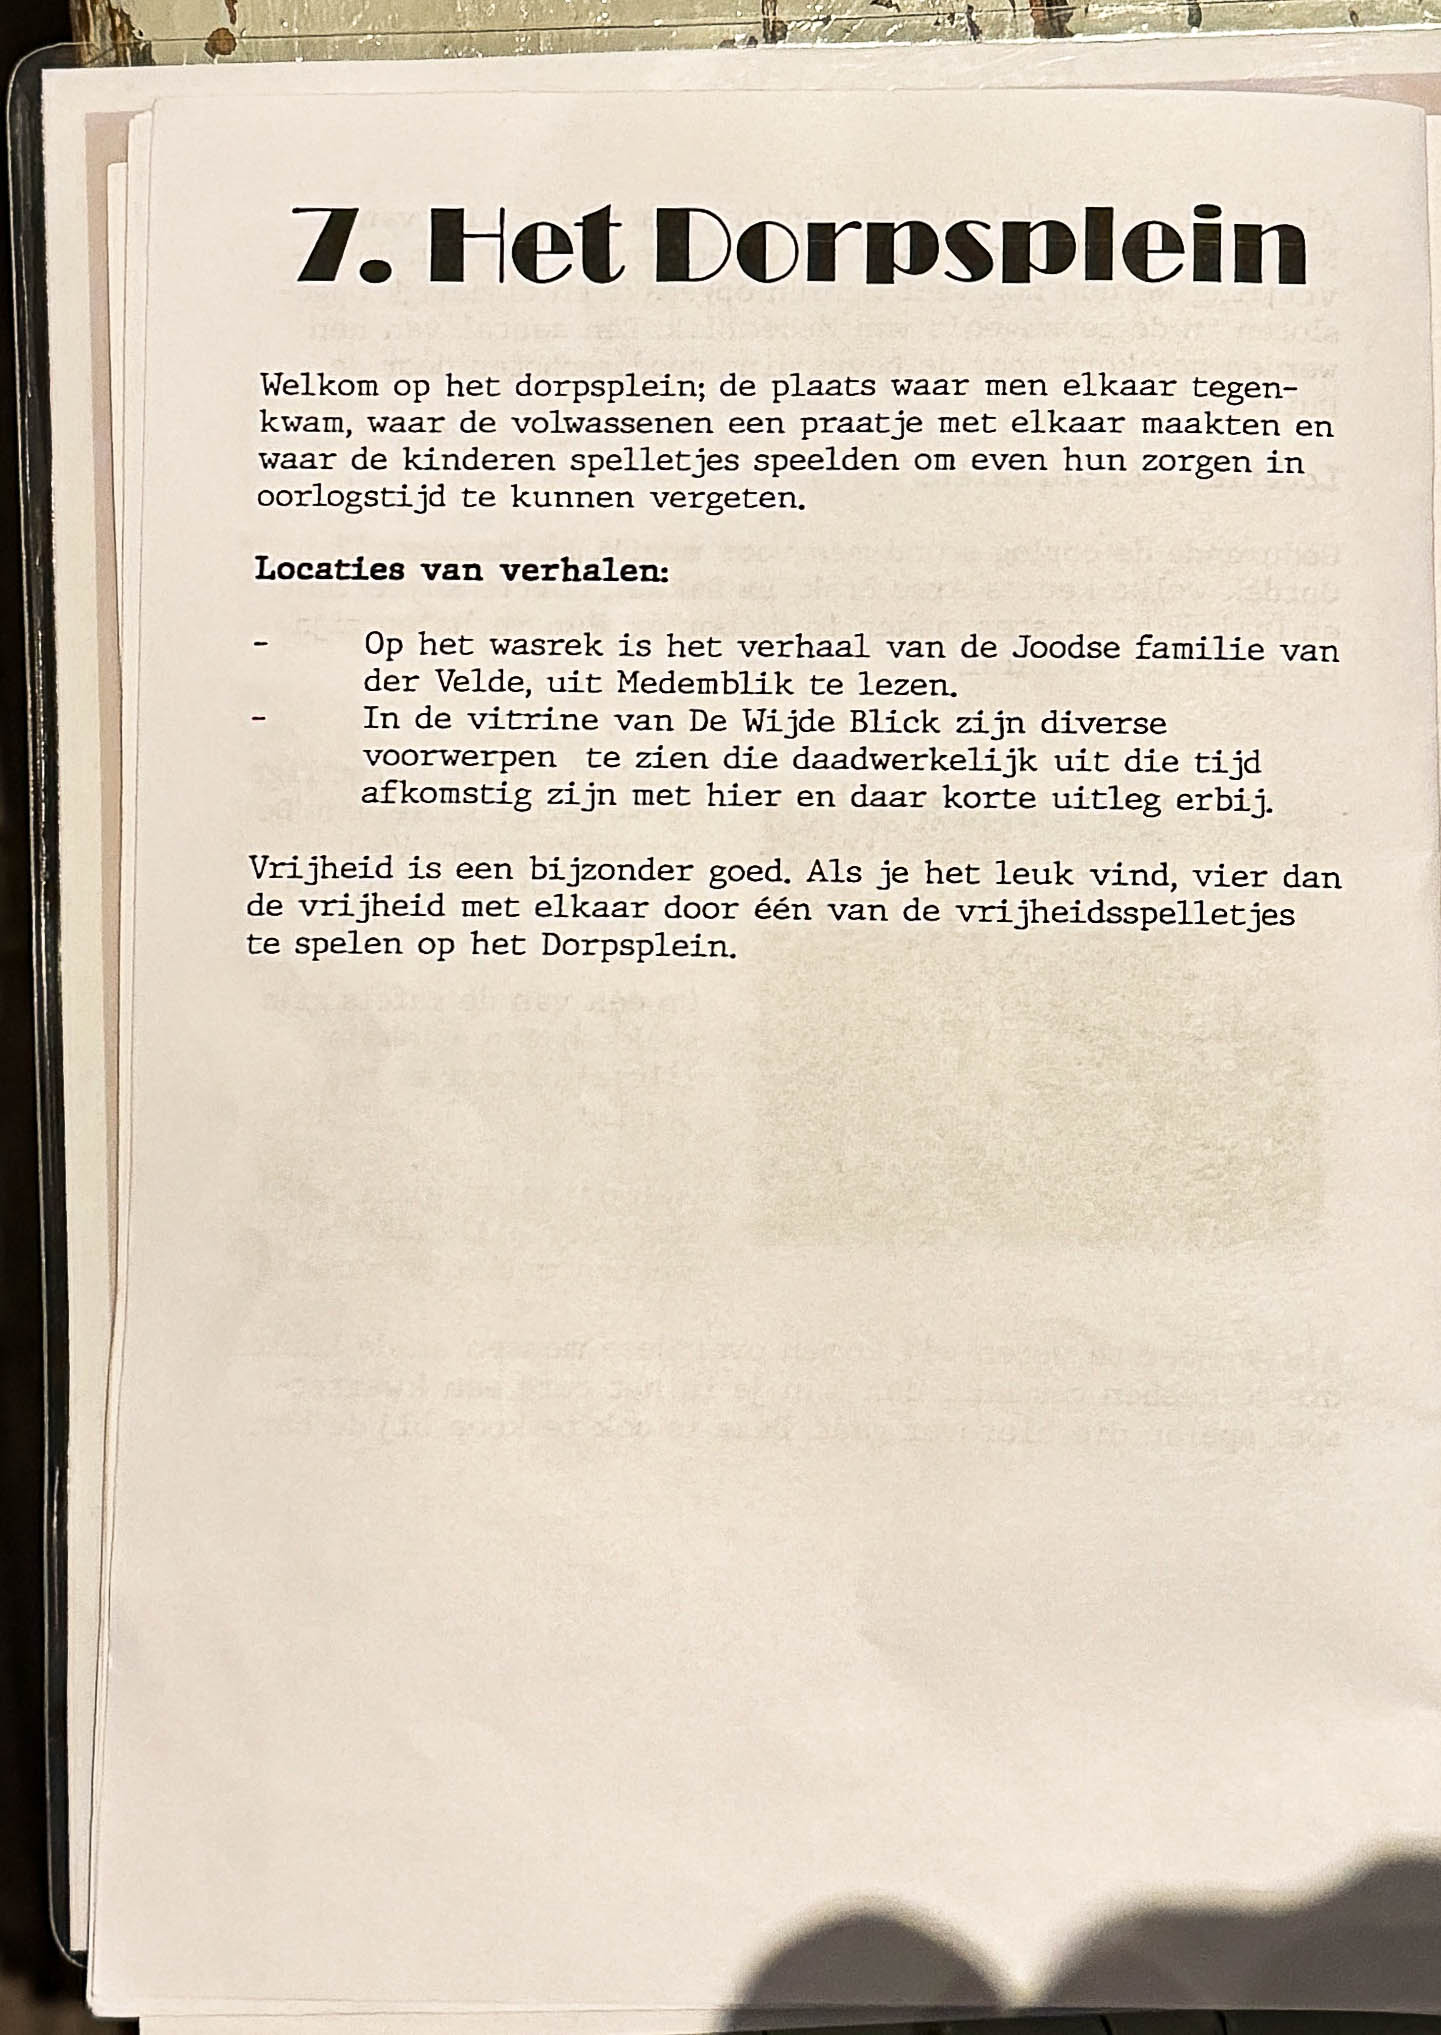 7. Het Dorpsplein
Welkom op het dorpsplein; de plaats waar men elkaar tegen-
kwam, waar de volwassenen een praatje met elkaar maakten en
waar de kinderen spelletjes speelden om even hun zorgen in
oorlogstijd te kunnen vergeten.
Locaties van verhalen:
- Op het wasrek is het verhaal van de Joodse familie van
der Velde, uit Medemblik te lezen.
- In de vitrine van De Wijde Blick zijn diverse
voorwerpen  te zien die daadwerkelijk uit die tijd
afkomstig zijn met hier en daar korte uitleg erbij.
Vrijheid is een bijzonder goed. Als je het leuk vind, vier dan
de vrijheid met elkaar door één van de vrijheidsspelletjes
te spelen op het Dorpsplein.